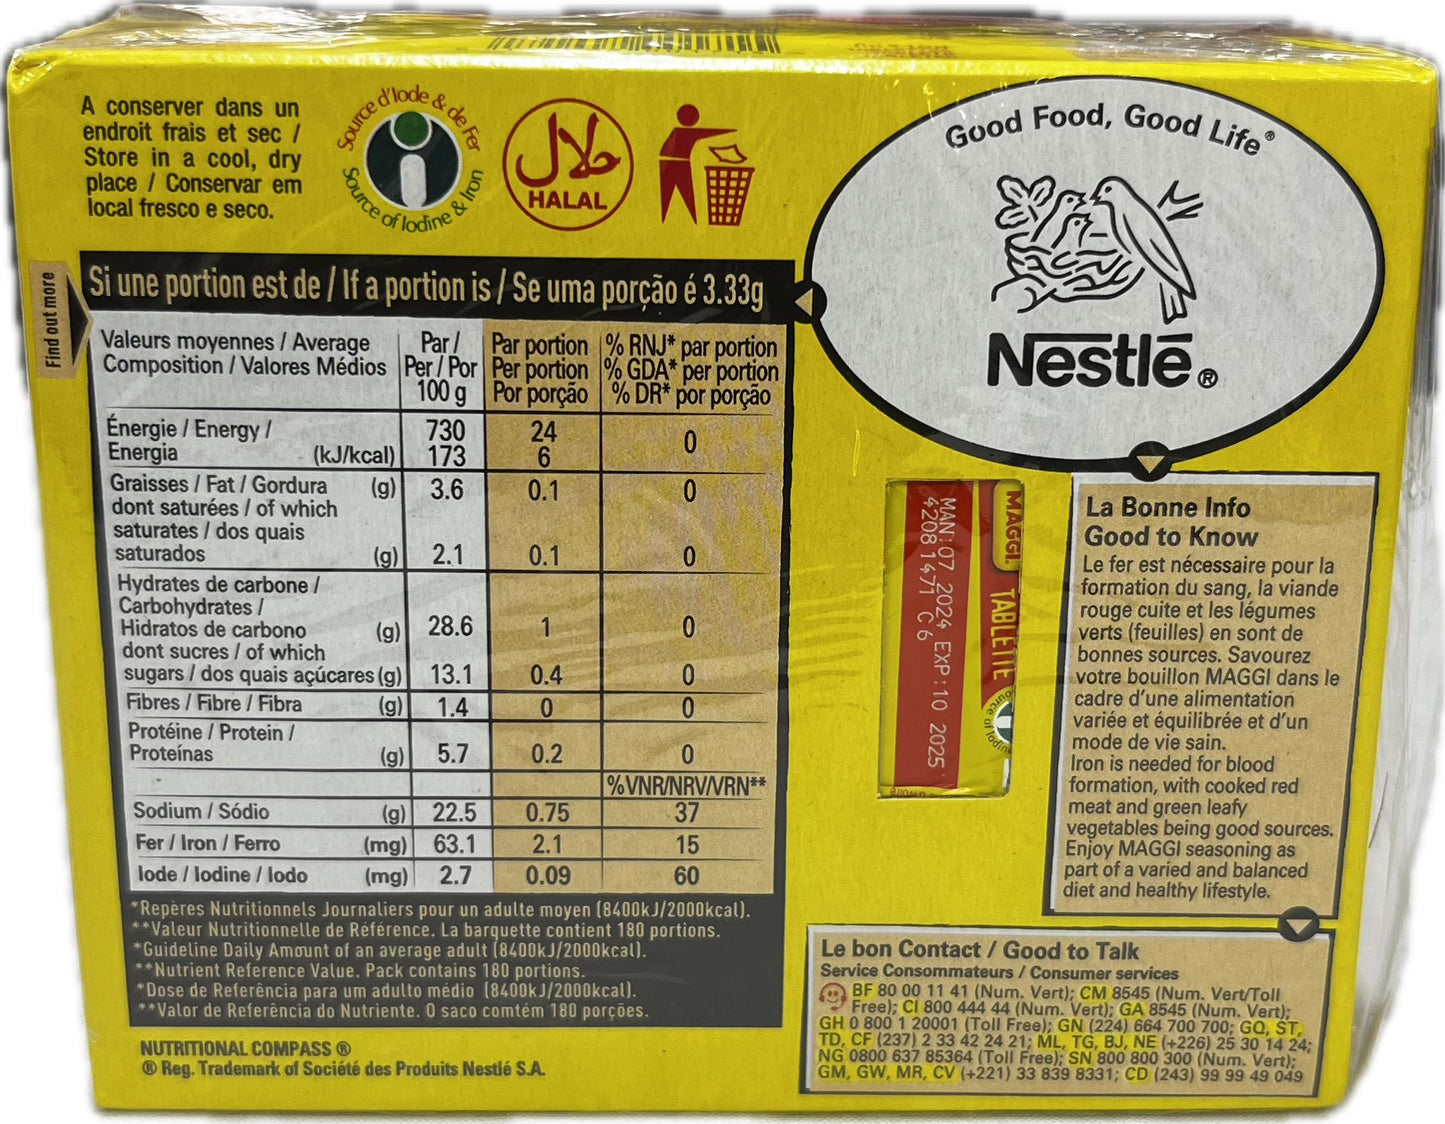 A conserver dans un
endroit frais et sec /
Store in a cool, dry
place / Conservar em
local fresco e seco.
Source d'Iode & de Fer
Source of Iodine & Iron
حلال
HALAL
Good Food, Good Life®
Nestlé®
Find out more
Si une portion est de / If a portion is / Se uma porção é 3.33g
Valeurs moyennes / Average
Composition / Valores Médios
Par /
Per / Por
100 g
Par portion
Per portion
Por porção
% RNJ* par portion
% GDA* per portion
% DR* por porção
Énergie / Energy /
Energia (kJ/kcal)
730
173
24
6
0
Graisses / Fat / Gordura (g) 3.6 0.1 0
dont saturées / of which
saturates / dos quais
saturados (g) 2.1 0.1 0
Hydrates de carbone /
Carbohydrates /
Hidratos de carbono (g) 28.6 1 0
dont sucres / of which
sugars / dos quais açúcares (g) 13.1 0.4 0
Fibres / Fibre / Fibra (g) 1.4 0 0
Protéine / Protein /
Proteínas (g) 5.7 0.2 0
%VNR/NRV/VRN**
Sodium / Sódio (g) 22.5 0.75 37
Fer / Iron / Ferro (mg) 63.1 2.1 15
Iode / Iodine / Iodo (mg) 2.7 0.09 60
*Repères Nutritionnels Journaliers pour un adulte moyen (8400kJ/2000kcal).
**Valeur Nutritionnelle de Référence. La barquette contient 180 portions.
*Guideline Daily Amount of an average adult (8400kJ/2000kcal).
**Nutrient Reference Value. Pack contains 180 portions.
*Dose de Referência para um adulto médio (8400kJ/2000kcal).
**Valor de Referência do Nutriente. O saco comtém 180 porções.
NUTRITIONAL COMPASS ®
® Reg. Trademark of Société des Produits Nestlé S.A.
MAGGI. TABLETTE
MAN:07 2024 EXP:10 2025
42081471 C6
La Bonne Info
Good to Know
Le fer est nécessaire pour la
formation du sang, la viande
rouge cuite et les légumes
verts (feuilles) en sont de
bonnes sources. Savourez
votre bouillon MAGGI dans le
cadre d'une alimentation
variée et équilibrée et d'un
mode de vie sain.
Iron is needed for blood
formation, with cooked red
meat and green leafy
vegetables being good sources.
Enjoy MAGGI seasoning as
part of a varied and balanced
diet and healthy lifestyle.
Le bon Contact / Good to Talk
Service Consommateurs / Consumer services
BF 80 00 11 41 (Num. Vert); CM 8545 (Num. Vert/Toll
Free); CI 800 444 44 (Num. Vert); GA 8545 (Num. Vert);
GH 0 800 1 20001 (Toll Free); GN (224) 664 700 700; GQ, ST,
TD, CF (237) 2 33 42 24 21; ML, TG, BJ, NE (+226) 25 30 14 24;
NG 0800 637 85364 (Toll Free); SN 800 800 300 (Num. Vert);
GM, GW, MR, CV (+221) 33 839 8331; CD (243) 99 99 49 049